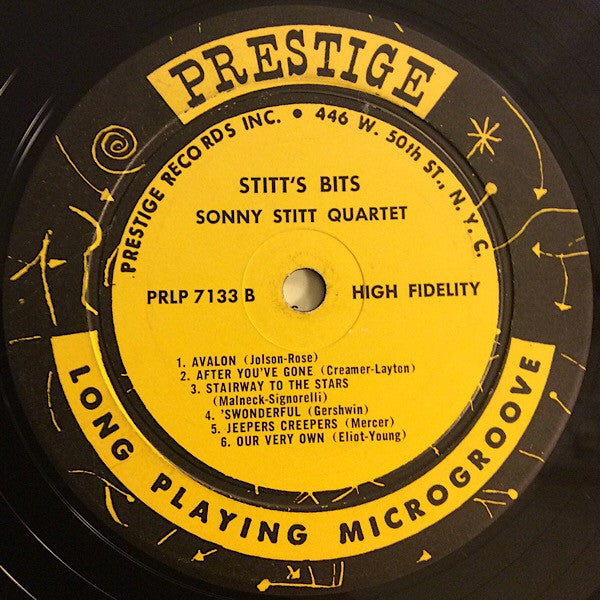 PRESTIGE
PRESTIGE RECORDS INC. • 446 W. 50th ST., N.Y.C.
STITT'S BITS
SONNY STITT QUARTET
PRLP 7133 B
HIGH FIDELITY
1. AVALON (Jolson-Rose)
2. AFTER YOU'VE GONE (Creamer-Layton)
3. STAIRWAY TO THE STARS
(Malneck-Signorelli)
4. 'SWONDERFUL (Gershwin)
5. JEEPERS CREEPERS (Mercer)
6. OUR VERY OWN (Eliot-Young)
LONG PLAYING MICROGROOVE